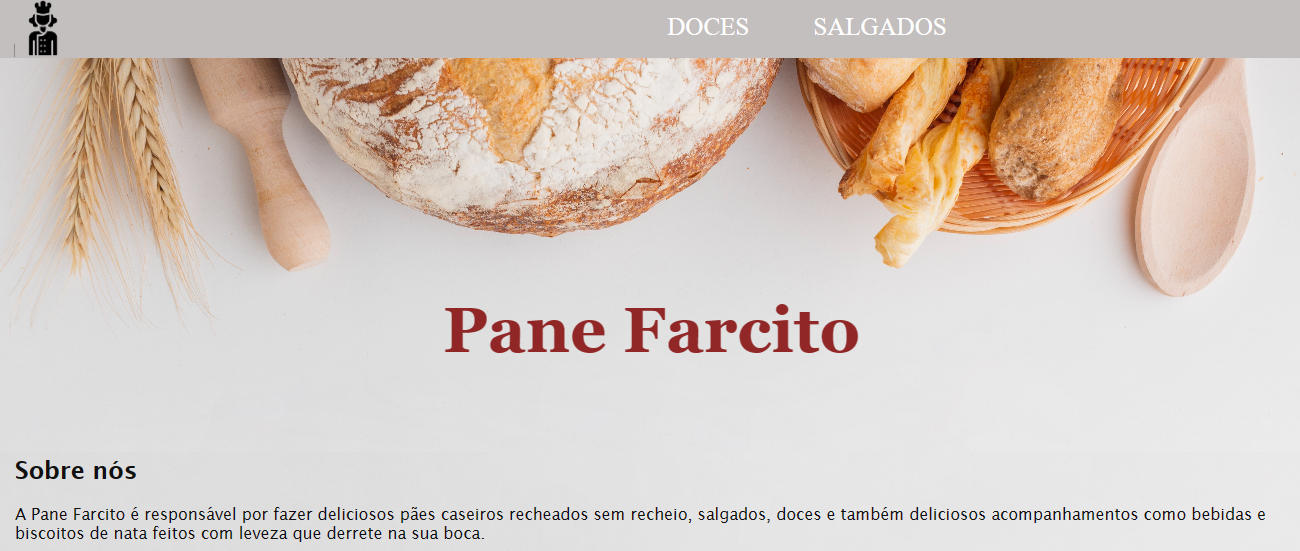 DOCES SALGADOS
Pane Farcito
Sobre nós
A Pane Farcito é responsável por fazer deliciosos pães caseiros recheados sem recheio, salgados, doces e também deliciosos acompanhamentos como bebidas e
biscoitos de nata feitos com leveza que derrete na sua boca.